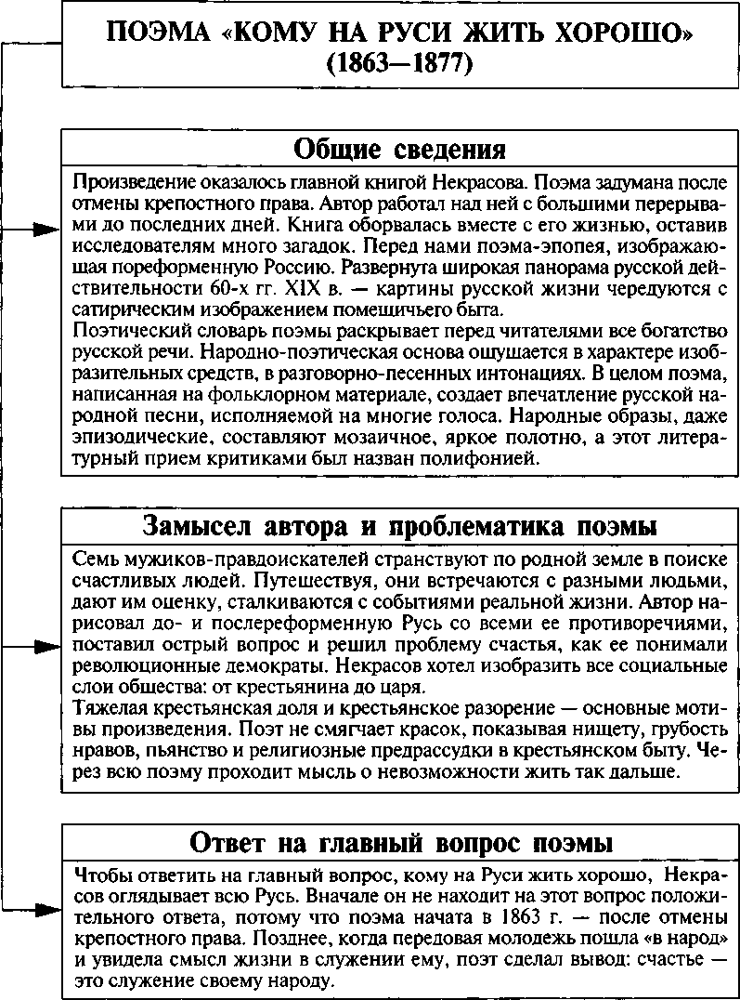 ПОЭМА «КОМУ НА РУСИ ЖИТЬ ХОРОШО»
(1863—1877)
Общие сведения
Произведение оказалось главной книгой Некрасова. Поэма задумана после
отмены крепостного права. Автор работал над ней с большими перерыва-
ми до последних дней. Книга оборвалась вместе с его жизнью, оставив
исследователям много загадок. Перед нами поэма-эпопея, изображаю-
щая пореформенную Россию. Развернута широкая панорама русской дей-
ствительности 60-х гг. XIX в. — картины русской жизни чередуются с
сатирическим изображением помещичьего быта.
Поэтический словарь поэмы раскрывает перед читателями все богатство
русской речи. Народно-поэтическая основа ощущается в характере изоб-
разительных средств, в разговорно-песенных интонациях. В целом поэма,
написанная на фольклорном материале, создает впечатление русской на-
родной песни, исполняемой на многие голоса. Народные образы, даже
эпизодические, составляют мозаичное, яркое полотно, а этот литера-
турный прием критиками был назван полифонией.
Замысел автора и проблематика поэмы
Семь мужиков-правдоискателей странствуют по родной земле в поиске
счастливых людей. Путешествуя, они встречаются с разными людьми,
дают им оценку, сталкиваются с событиями реальной жизни. Автор на-
рисовал до- и послереформенную Русь со всеми ее противоречиями,
поставил острый вопрос и решил проблему счастья, как ее понимали
революционные демократы. Некрасов хотел изобразить все социальные
слои общества: от крестьянина до царя.
Тяжелая крестьянская доля и крестьянское разорение — основные моти-
вы произведения. Поэт не смягчает красок, показывая нищету, грубость
нравов, пьянство и религиозные предрассудки в крестьянском быту. Че-
рез всю поэму проходит мысль о невозможности жить так дальше.
Ответ на главный вопрос поэмы
Чтобы ответить на главный вопрос, кому на Руси жить хорошо, Некра-
сов оглядывает всю Русь. Вначале он не находит на этот вопрос положи-
тельного ответа, потому что поэма начата в 1863 г. — после отмены
крепостного права. Позднее, когда передовая молодежь пошла «в народ»
и увидела смысл жизни в служении ему, поэт сделал вывод: счастье —
это служение своему народу.